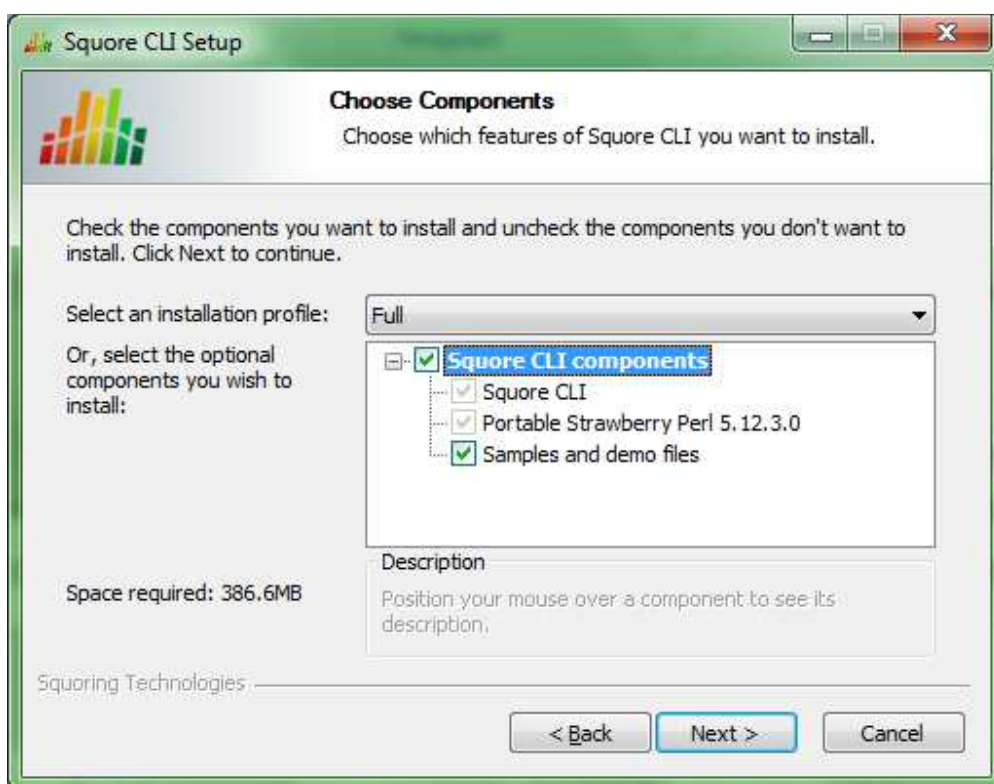 Squore CLI Setup
Choose Components
Choose which features of Squore CLI you want to install.
Check the components you want to install and uncheck the components you don't want to
install. Click Next to continue.
Select an installation profile:
Full
Or, select the optional
components you wish to
install:
Squore CLI components
Squore CLI
Portable Strawberry Perl 5.12.3.0
Samples and demo files
Space required: 386.6MB
Description
Position your mouse over a component to see its
description.
Squoring Technologies
< Back
Next >
Cancel